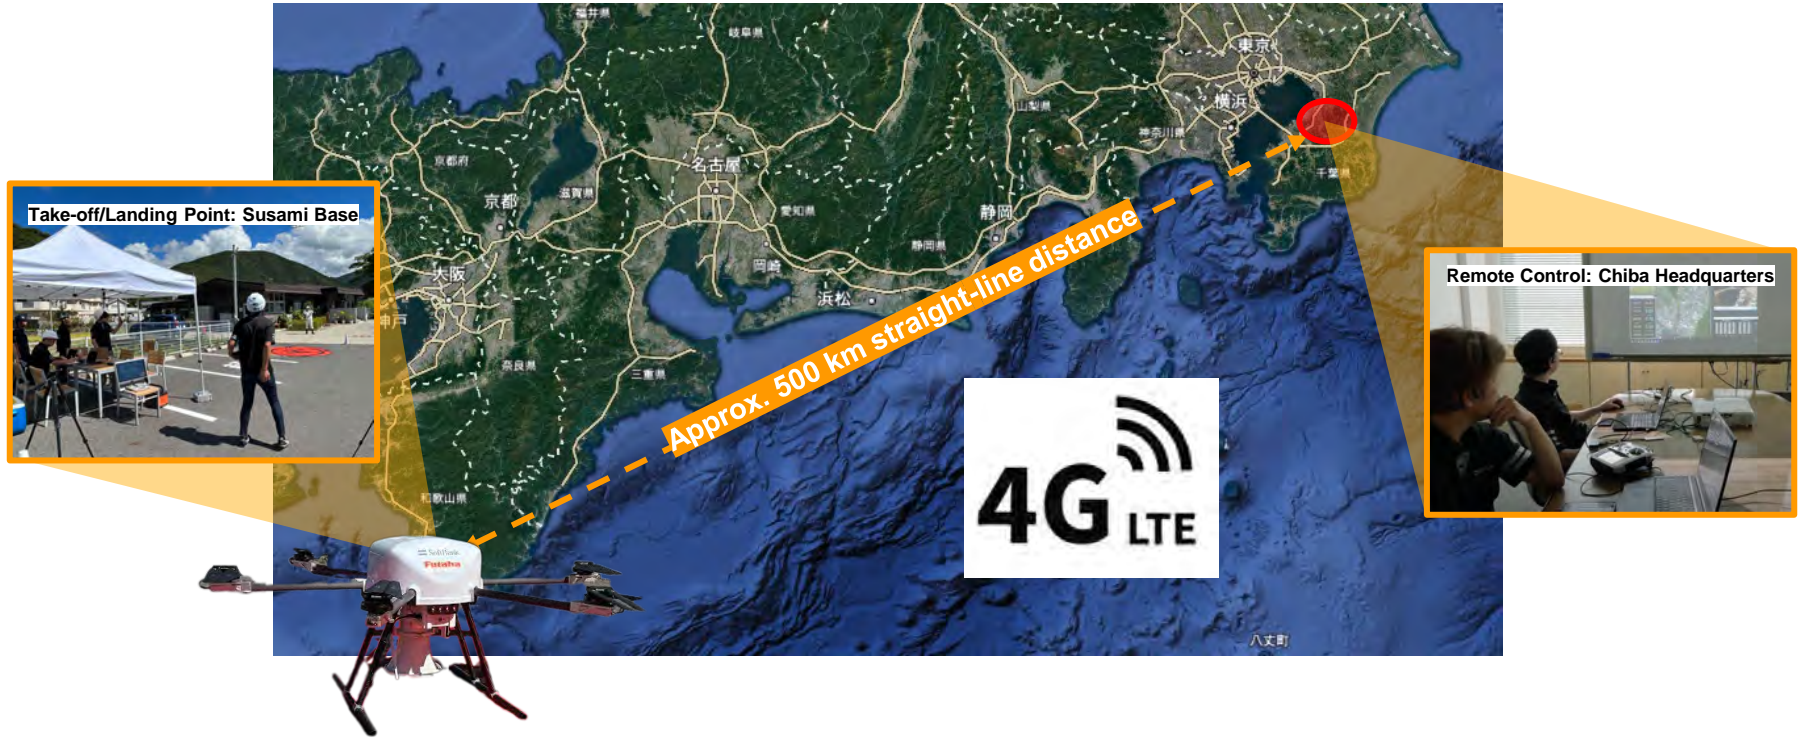 福井県
岐阜県
東京
山梨県
横浜
神奈川県
京都府
名古屋
千葉県
滋賀県
京都
愛知県
静岡
Take-off/Landing Point: Susami Base
静岡県
大阪
岡崎
Remote Control: Chiba Headquarters
浜松
神戸
奈良県
三重県
Approx. 500 km straight-line distance
和歌山県
4G LTE
SoftBank
Futaba
八丈町